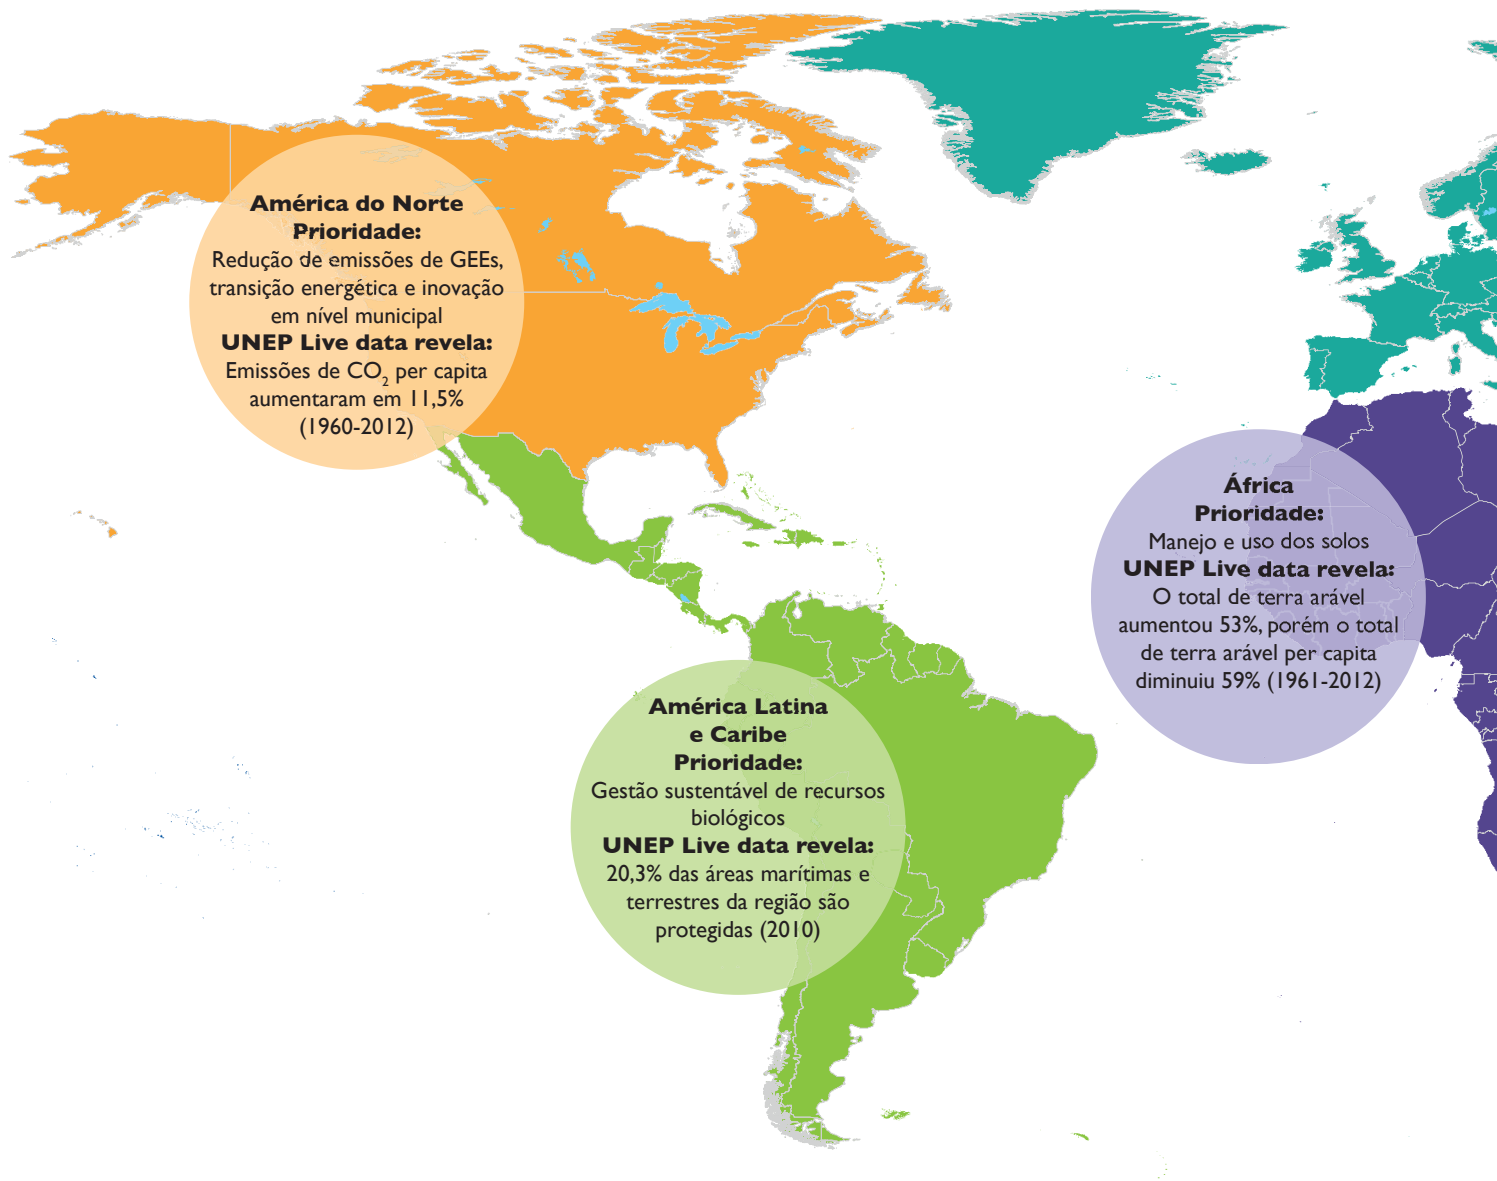 América do Norte
Prioridade:
Redução de emissões de GEEs,
transição energética e inovação
em nível municipal
UNEP Live data revela:
Emissões de CO₂ per capita
aumentaram em 11,5%
(1960-2012)
África
Prioridade:
Manejo e uso dos solos
UNEP Live data revela:
O total de terra arável
aumentou 53%, porém o total
de terra arável per capita
diminuiu 59% (1961-2012)
América Latina
e Caribe
Prioridade:
Gestão sustentável de recursos
biológicos
UNEP Live data revela:
20,3% das áreas marítimas e
terrestres da região são
protegidas (2010)